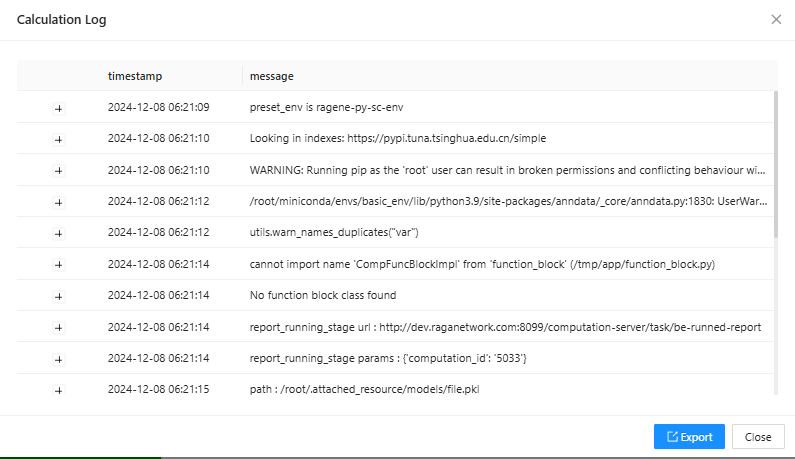 Calculation Log
timestamp message
2024-12-08 06:21:09 preset_env is ragene-py-sc-env
2024-12-08 06:21:10 Looking in indexes: https://pypi.tuna.tsinghua.edu.cn/simple
2024-12-08 06:21:10 WARNING: Running pip as the 'root' user can result in broken permissions and conflicting behaviour wi...
2024-12-08 06:21:12 /root/miniconda/envs/basic_env/lib/python3.9/site-packages/anndata/_core/anndata.py:1830: UserWar...
2024-12-08 06:21:12 utils.warn_names_duplicates("var")
2024-12-08 06:21:14 cannot import name 'CompFuncBlockImpl' from 'function_block' (/tmp/app/function_block.py)
2024-12-08 06:21:14 No function block class found
2024-12-08 06:21:14 report_running_stage url : http://dev.raganetwork.com:8099/computation-server/task/be-runned-report
2024-12-08 06:21:14 report_running_stage params : {'computation_id': '5033'}
2024-12-08 06:21:15 path : /root/.attached_resource/models/file.pkl
Export Close